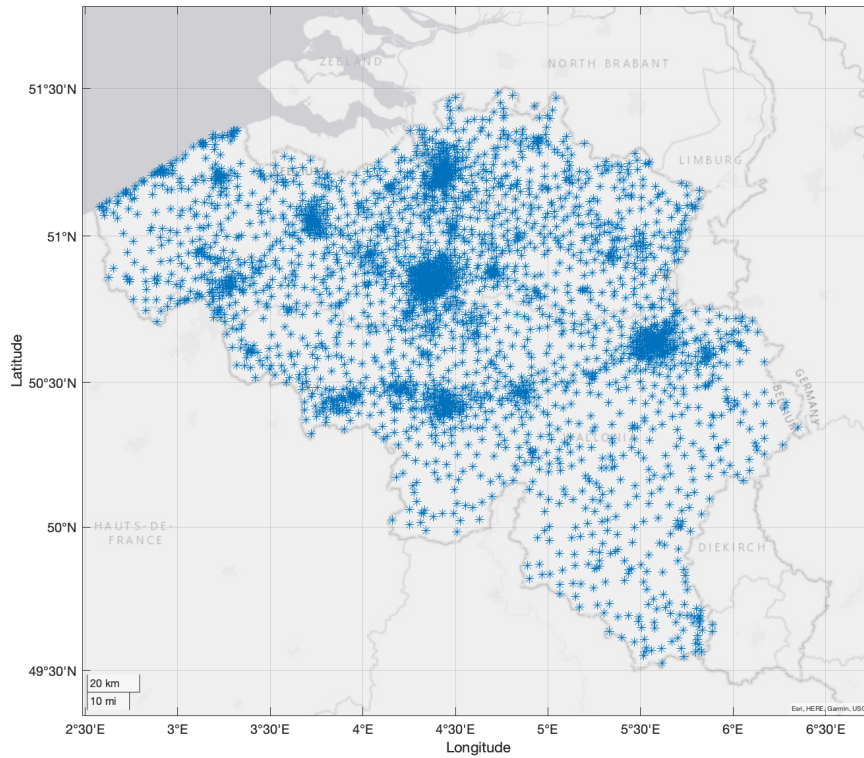 ZEELAND
NORTH BRABANT
51°30'N
LIMBURG
51°N
Latitude
50°30'N
GERMANY
BELGIUM
50°N
HAUTS-DE-
FRANCE
DIEKIRCH
49°30'N
20 km
10 mi
Esri, HERE, Garmin, USG
2°30'E
3°E
3°30'E
4°E
4°30'E
5°E
5°30'E
6°E
6°30'E
Longitude